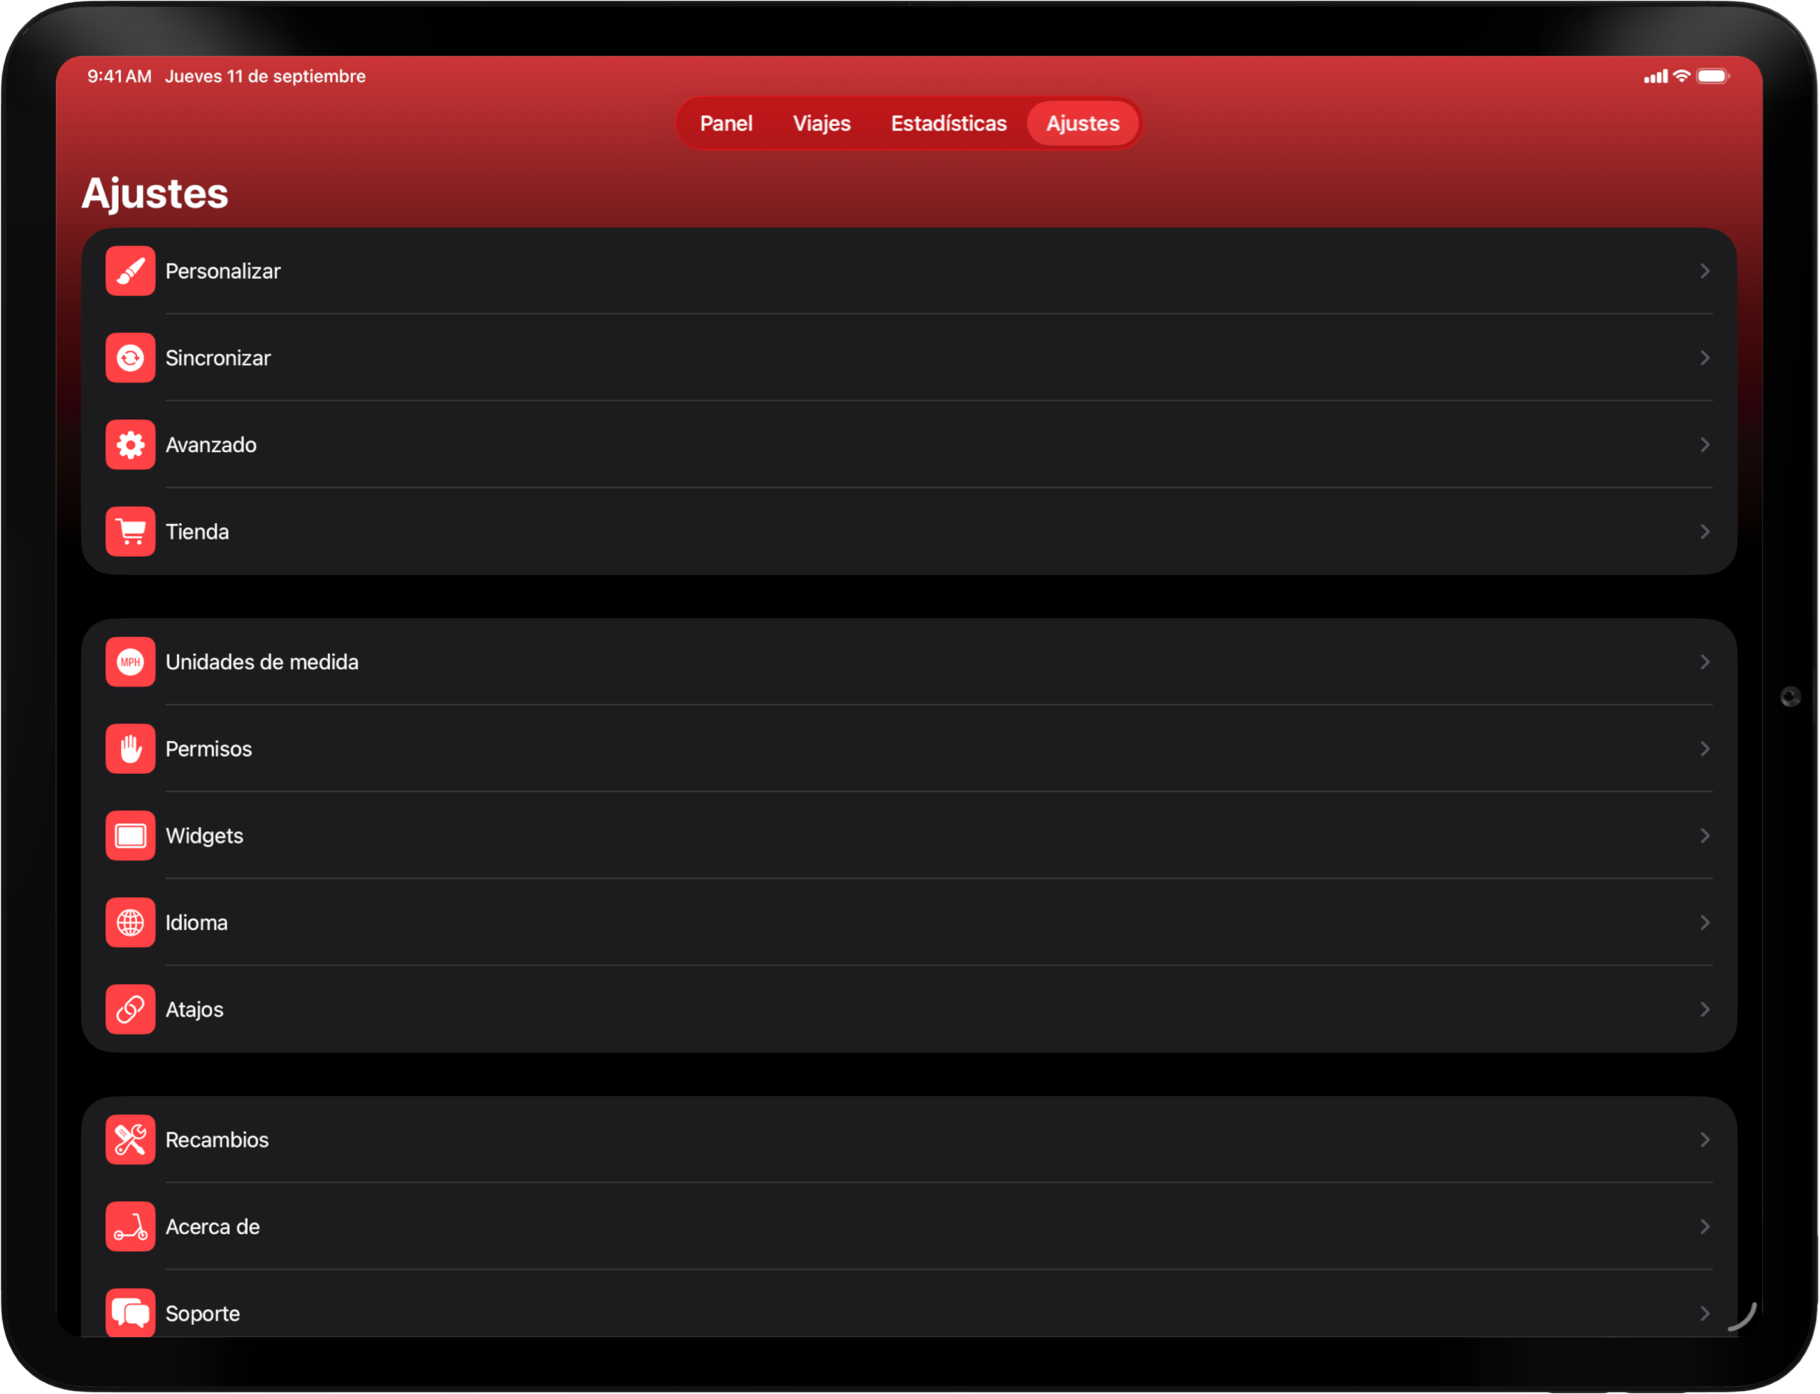 9:41 AM Jueves 11 de septiembre
Panel Viajes Estadísticas Ajustes
Ajustes
Personalizar
Sincronizar
Avanzado
Tienda
MPH Unidades de medida
Permisos
Widgets
Idioma
Atajos
Recambios
Acerca de
Soporte